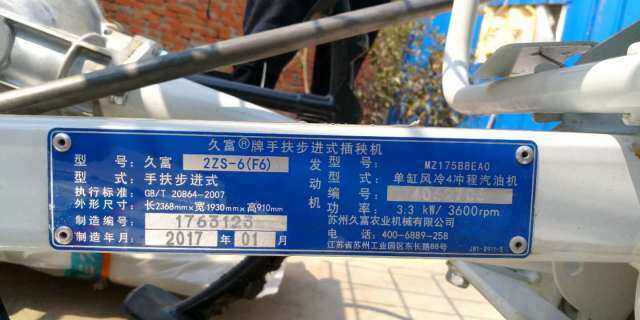 久富®牌手扶步进式插秧机
型号: 久富 2ZS-6(F6)
型式: 手扶步进式
执行标准: GB/T 20864-2007
外形尺寸: 长2368mm×宽1930mm×高910mm
制造编号: 1763123
制造年月: 2017 年 01 月
发动机
型号: MZ175B8EA0
型式: 单缸风冷4冲程汽油机
编号:
功率: 3.3 kW/ 3600rpm
苏州久富农业机械有限公司
电话: 400-6889-258
江苏省苏州工业园区东长路88号